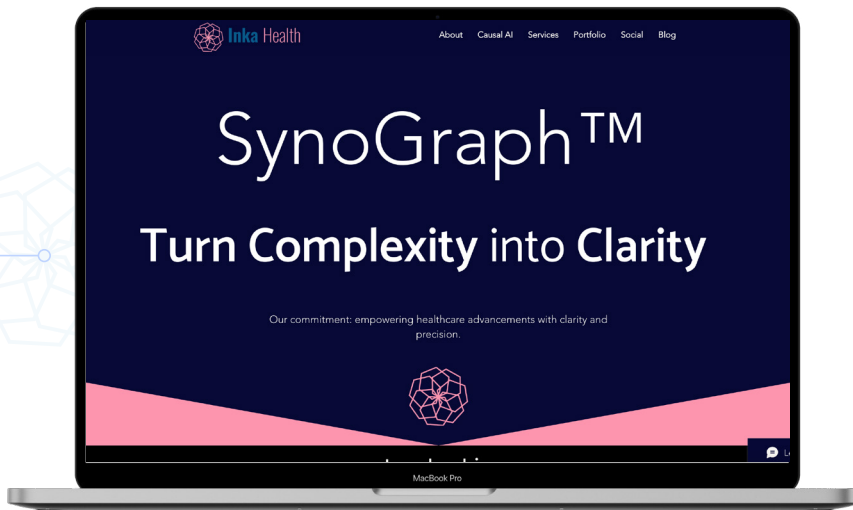 Inka Health
About Causal AI Services Portfolio Social Blog
SynoGraph™
Turn Complexity into Clarity
Our commitment: empowering healthcare advancements with clarity and
precision.
MacBook Pro